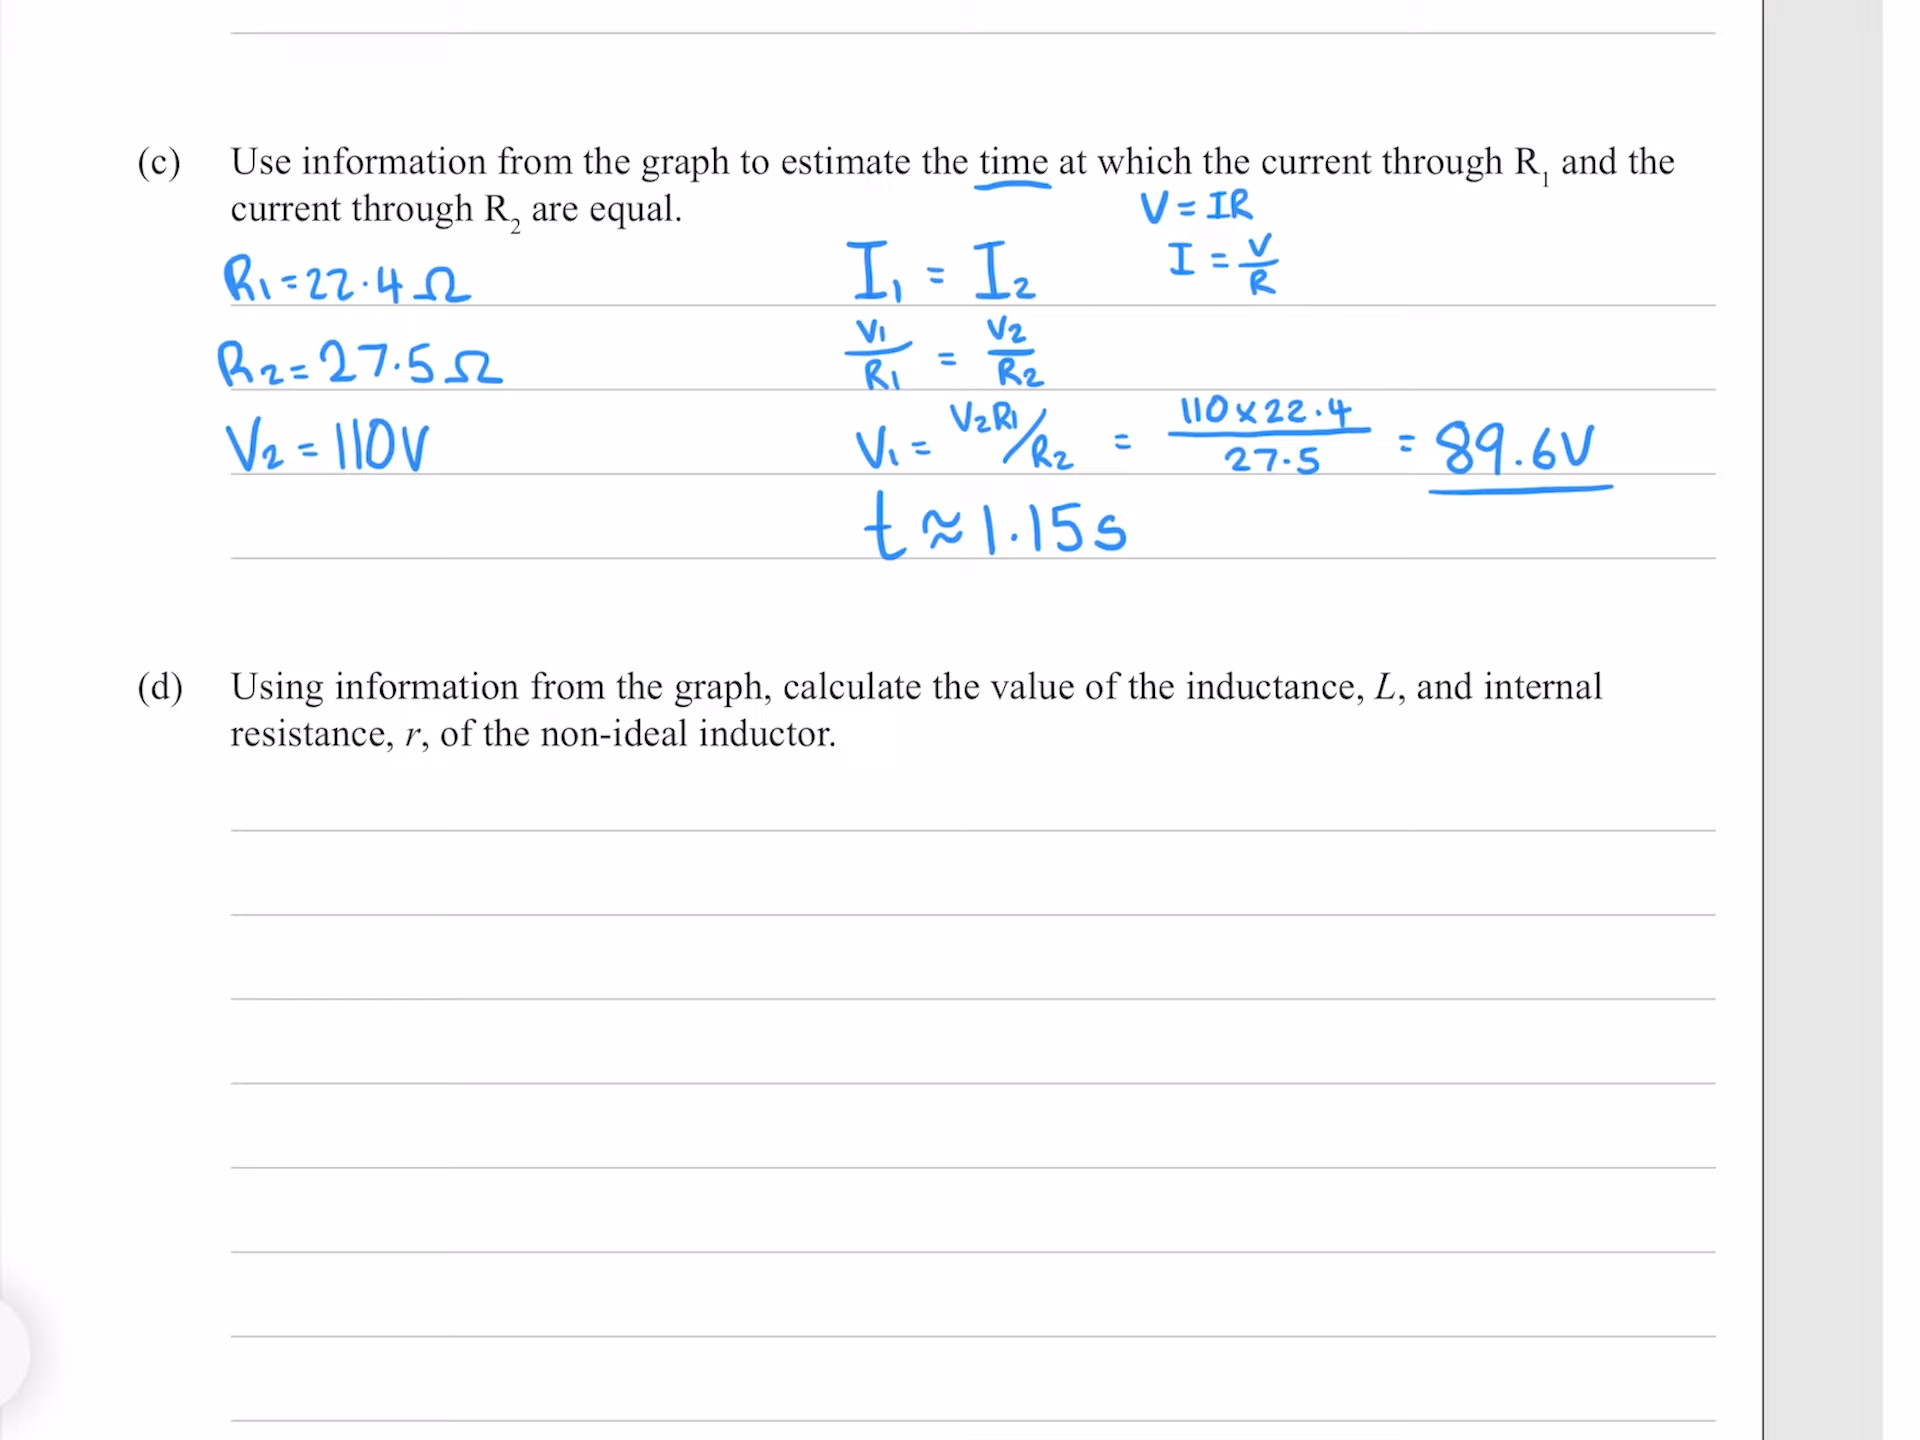 (c) Use information from the graph to estimate the time at which the current through R₁ and the
current through R₂ are equal.
V = IR
I = V/R
R₁ = 22.4 Ω
I₁ = I₂
R₂ = 27.5 Ω
V₁/R₁ = V₂/R₂
V₂ = 110V
V₁ = V₂R₁/R₂ = 110 × 22.4 / 27.5 = 89.6V
t ≈ 1.15s
(d) Using information from the graph, calculate the value of the inductance, L, and internal
resistance, r, of the non-ideal inductor.